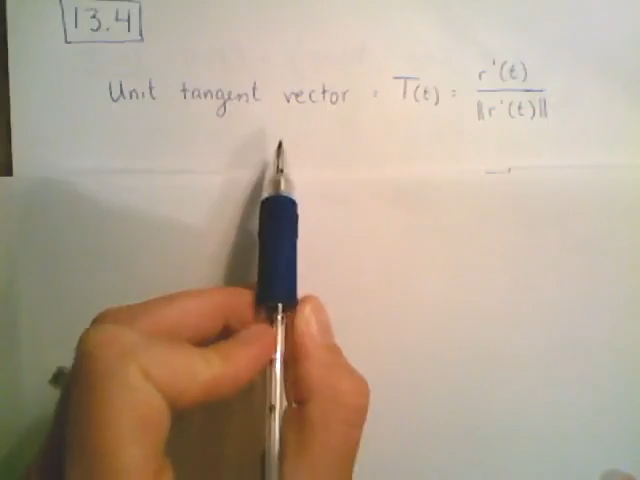 13.4
Unit tangent vector = T(t) = r'(t) / ||r'(t)||